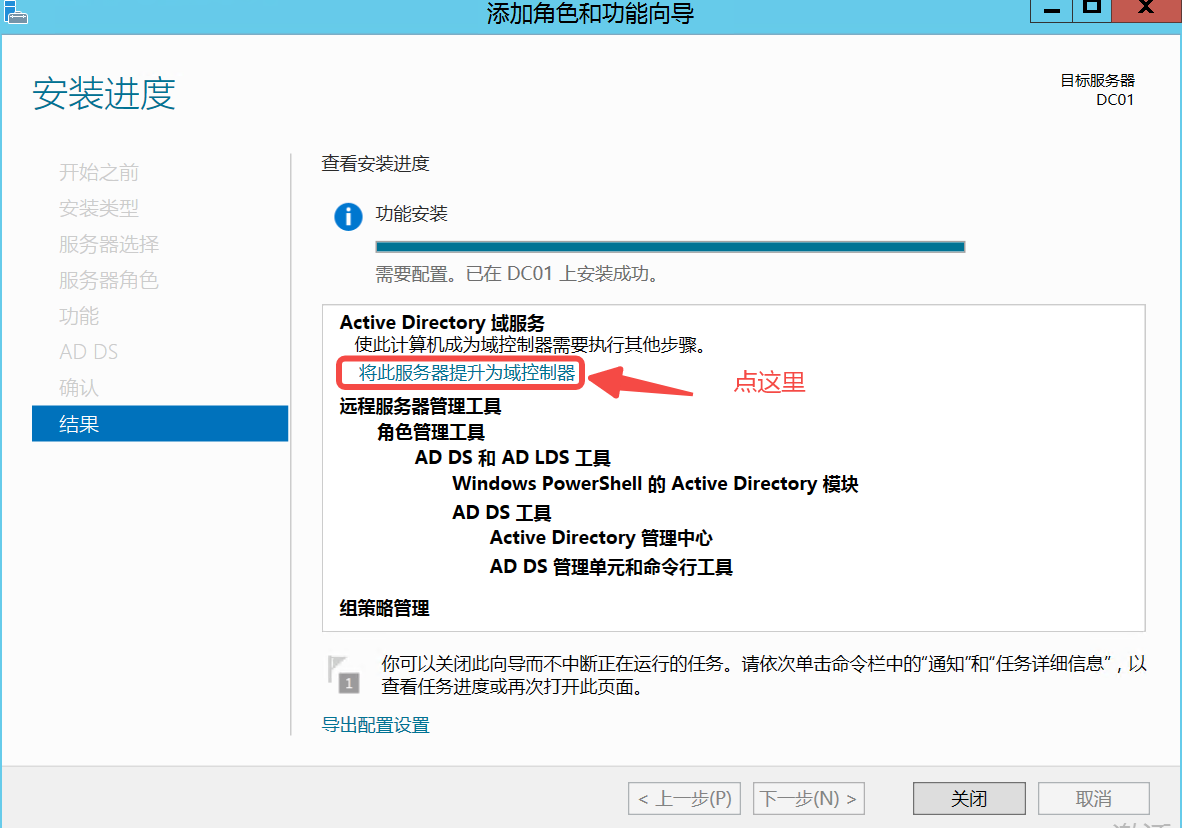 添加角色和功能向导
安装进度
目标服务器
DC01
开始之前
安装类型
服务器选择
服务器角色
功能
AD DS
确认
结果
查看安装进度
功能安装
需要配置。已在 DC01 上安装成功。
Active Directory 域服务
使此计算机成为域控制器需要执行其他步骤。
将此服务器提升为域控制器
点这里
远程服务器管理工具
角色管理工具
AD DS 和 AD LDS 工具
Windows PowerShell 的 Active Directory 模块
AD DS 工具
Active Directory 管理中心
AD DS 管理单元和命令行工具
组策略管理
1
你可以关闭此向导而不中断正在运行的任务。请依次单击命令栏中的“通知”和“任务详细信息”，以
查看任务进度或再次打开此页面。
导出配置设置
< 上一步(P)
下一步(N) >
关闭
取消